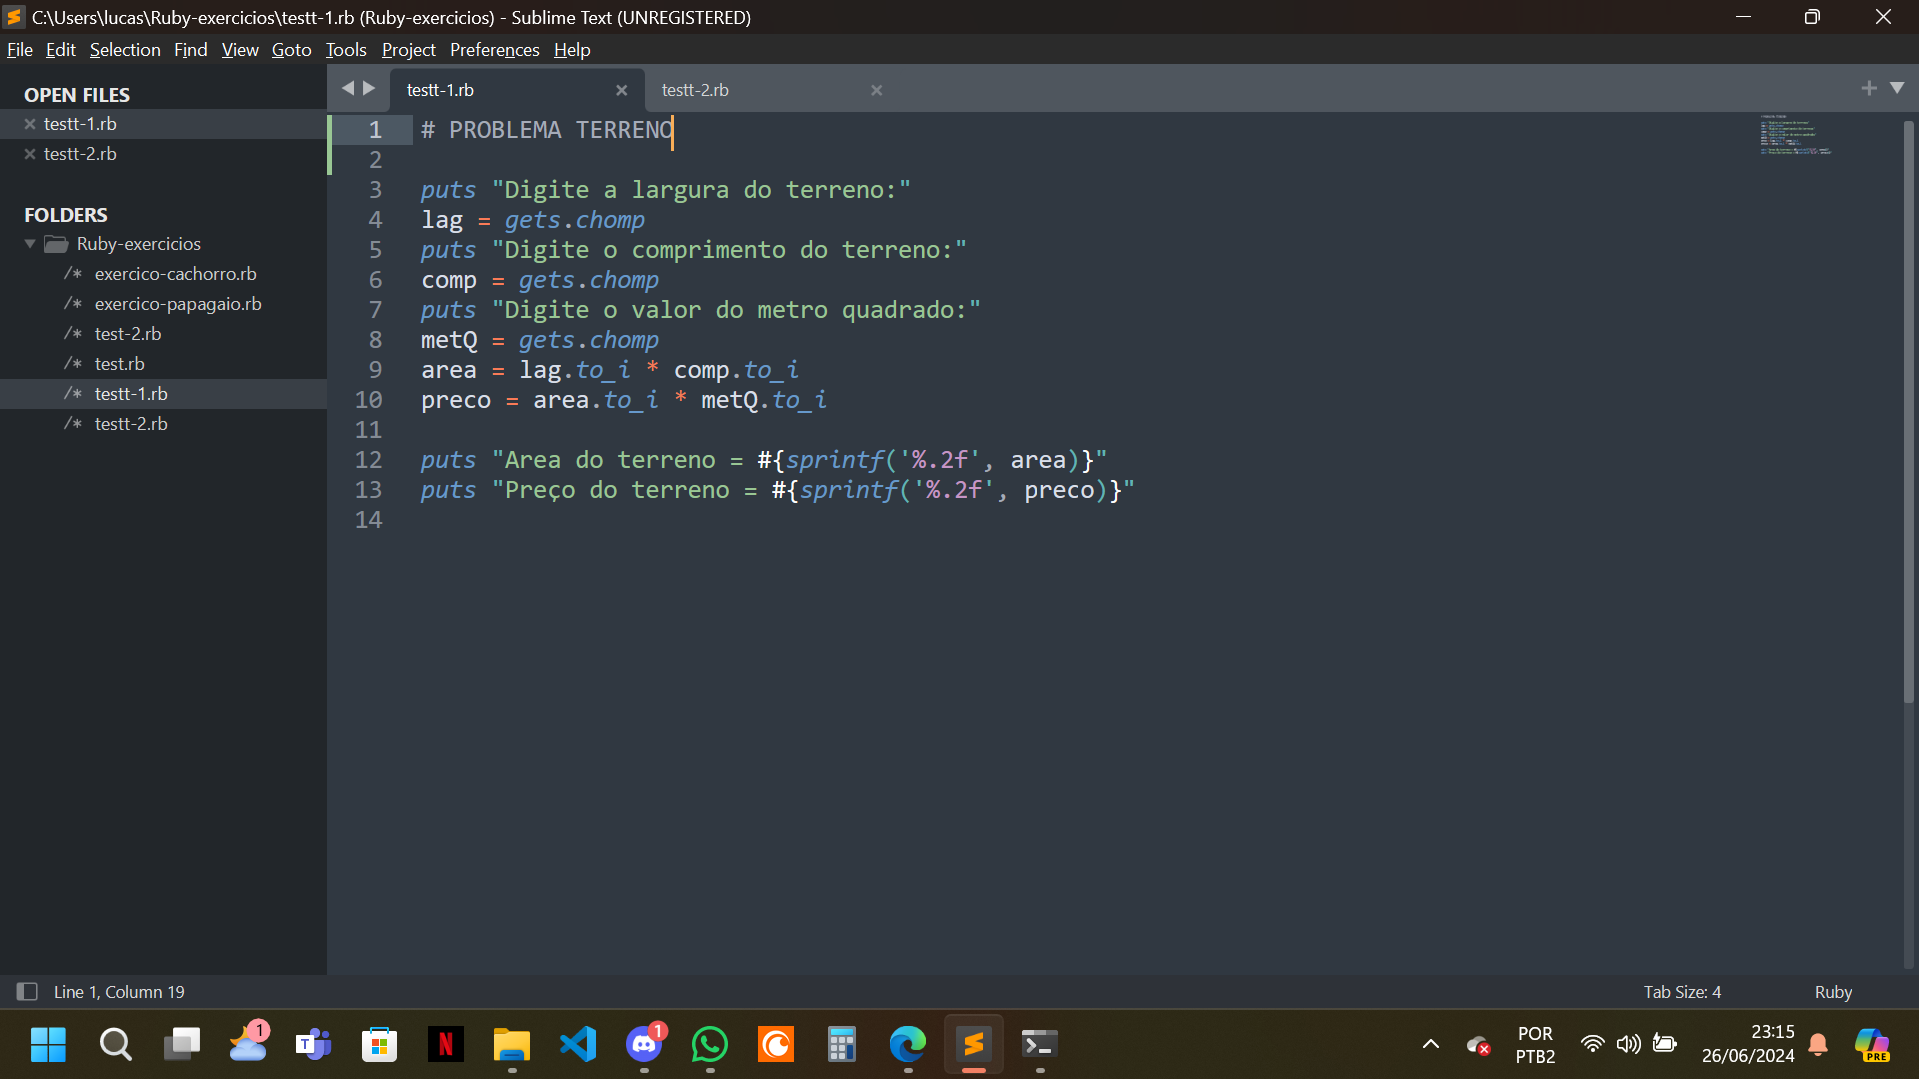 C:\Users\lucas\Ruby-exercicios\testt-1.rb (Ruby-exercicios) - Sublime Text (UNREGISTERED)
File Edit Selection Find View Goto Tools Project Preferences Help
OPEN FILES
testt-1.rb
testt-2.rb
FOLDERS
Ruby-exercicios
/* exercico-cachorro.rb
/* exercico-papagaio.rb
/* test-2.rb
/* test.rb
/* testt-1.rb
/* testt-2.rb
testt-1.rb testt-2.rb
1 # PROBLEMA TERRENO
2
3 puts "Digite a largura do terreno:"
4 lag = gets.chomp
5 puts "Digite o comprimento do terreno:"
6 comp = gets.chomp
7 puts "Digite o valor do metro quadrado:"
8 metQ = gets.chomp
9 area = lag.to_i * comp.to_i
10 preco = area.to_i * metQ.to_i
11
12 puts "Area do terreno = #{sprintf('%.2f', area)}"
13 puts "Preço do terreno = #{sprintf('%.2f', preco)}"
14
Line 1, Column 19 Tab Size: 4 Ruby
1
T
N
1
POR
PTB2
23:15
26/06/2024
PRE